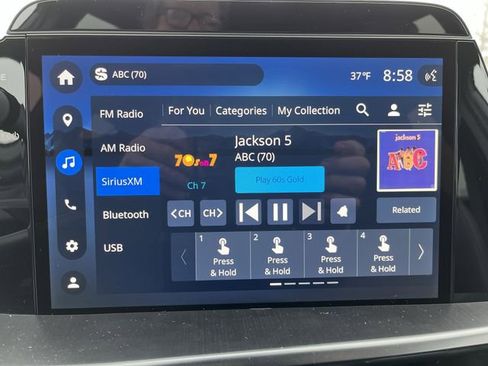 ABC (70)
37°F
8:58
FM Radio
For You
Categories
My Collection
AM Radio
SiriusXM
Bluetooth
USB
70s on 7
Ch 7
Jackson 5
ABC (70)
Play 60s Gold
jackson 5
ABC
<CH
CH>
Related
1
Press
& Hold
2
Press
& Hold
3
Press
& Hold
4
Press
& Hold